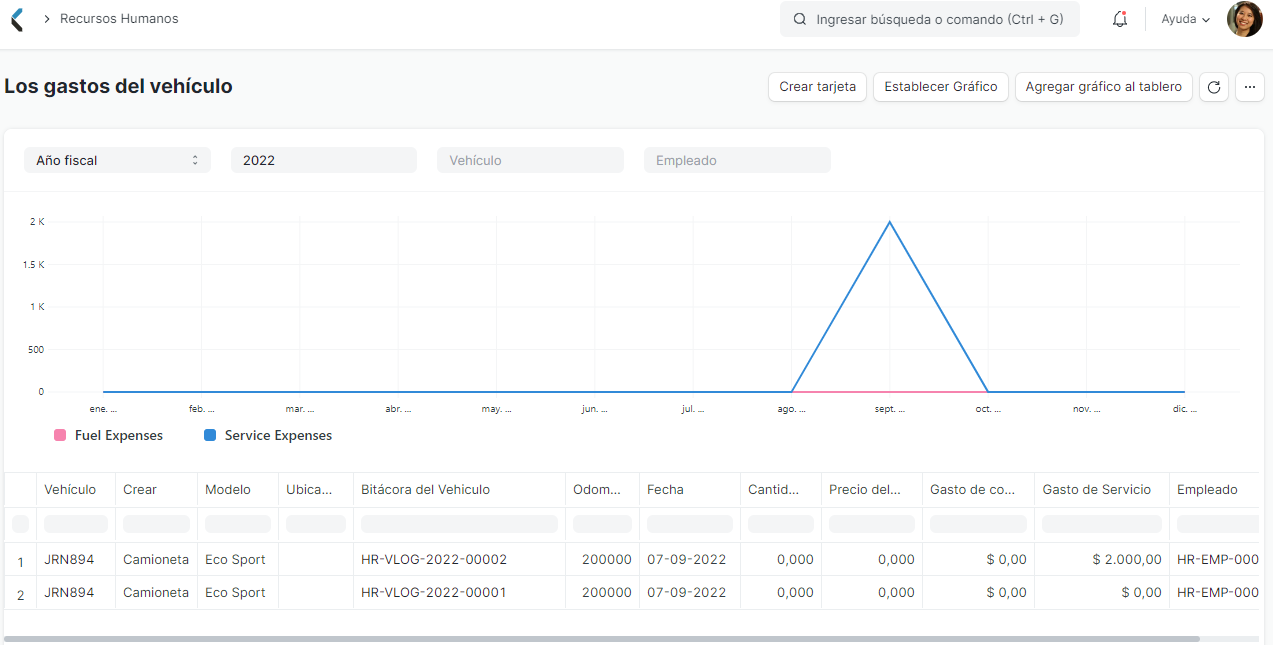 Recursos Humanos
Ingresar búsqueda o comando (Ctrl + G)
Ayuda
Los gastos del vehículo
Crear tarjeta
Establecer Gráfico
Agregar gráfico al tablero
Año fiscal
2022
Vehículo
Empleado
2 K
1.5 K
1 K
500
0
ene. ... feb. ... mar. ... abr. ... may. ... jun. ... jul. ... ago. ... sept. ... oct. ... nov. ... dic. ...
Fuel Expenses Service Expenses
Vehículo Crear Modelo Ubica... Bitácora del Vehiculo Odom... Fecha Cantid... Precio del... Gasto de co... Gasto de Servicio Empleado
1 JRN894 Camioneta Eco Sport HR-VLOG-2022-00002 200000 07-09-2022 0,000 0,000 $ 0,00 $ 2.000,00 HR-EMP-000
2 JRN894 Camioneta Eco Sport HR-VLOG-2022-00001 200000 07-09-2022 0,000 0,000 $ 0,00 $ 0,00 HR-EMP-000